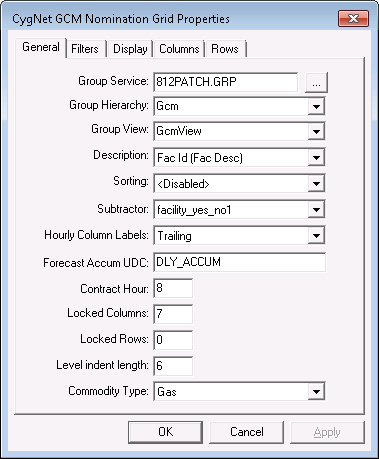 CygNet GCM Nomination Grid Properties
General Filters Display Columns Rows
Group Service: 812PATCH.GRP ...
Group Hierarchy: Gcm
Group View: GcmView
Description: Fac Id (Fac Desc)
Sorting: <Disabled>
Subtractor: facility_yes_no1
Hourly Column Labels: Trailing
Forecast Accum UDC: DLY_ACCUM
Contract Hour: 8
Locked Columns: 7
Locked Rows: 0
Level indent length: 6
Commodity Type: Gas
OK Cancel Apply